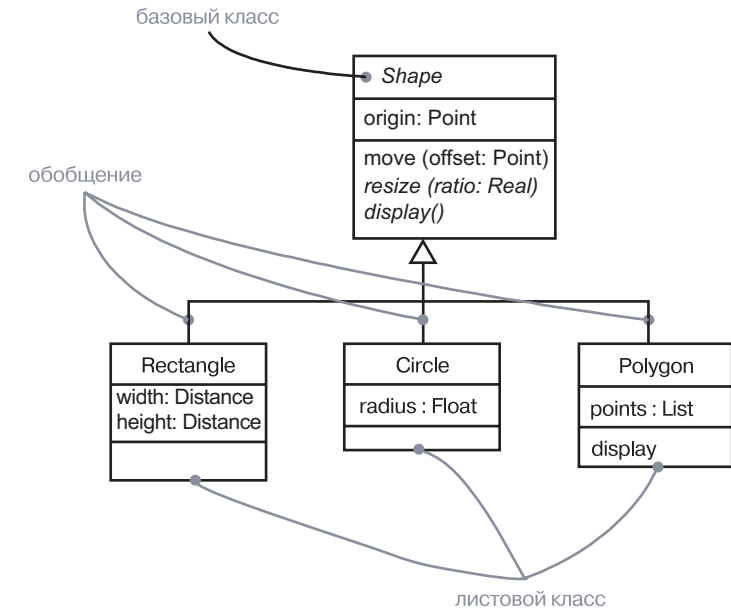 базовый класс
Shape
origin: Point
move (offset: Point)
resize (ratio: Real)
display()
обобщение
Rectangle
width: Distance
height: Distance
Circle
radius : Float
Polygon
points : List
display
листовой класс